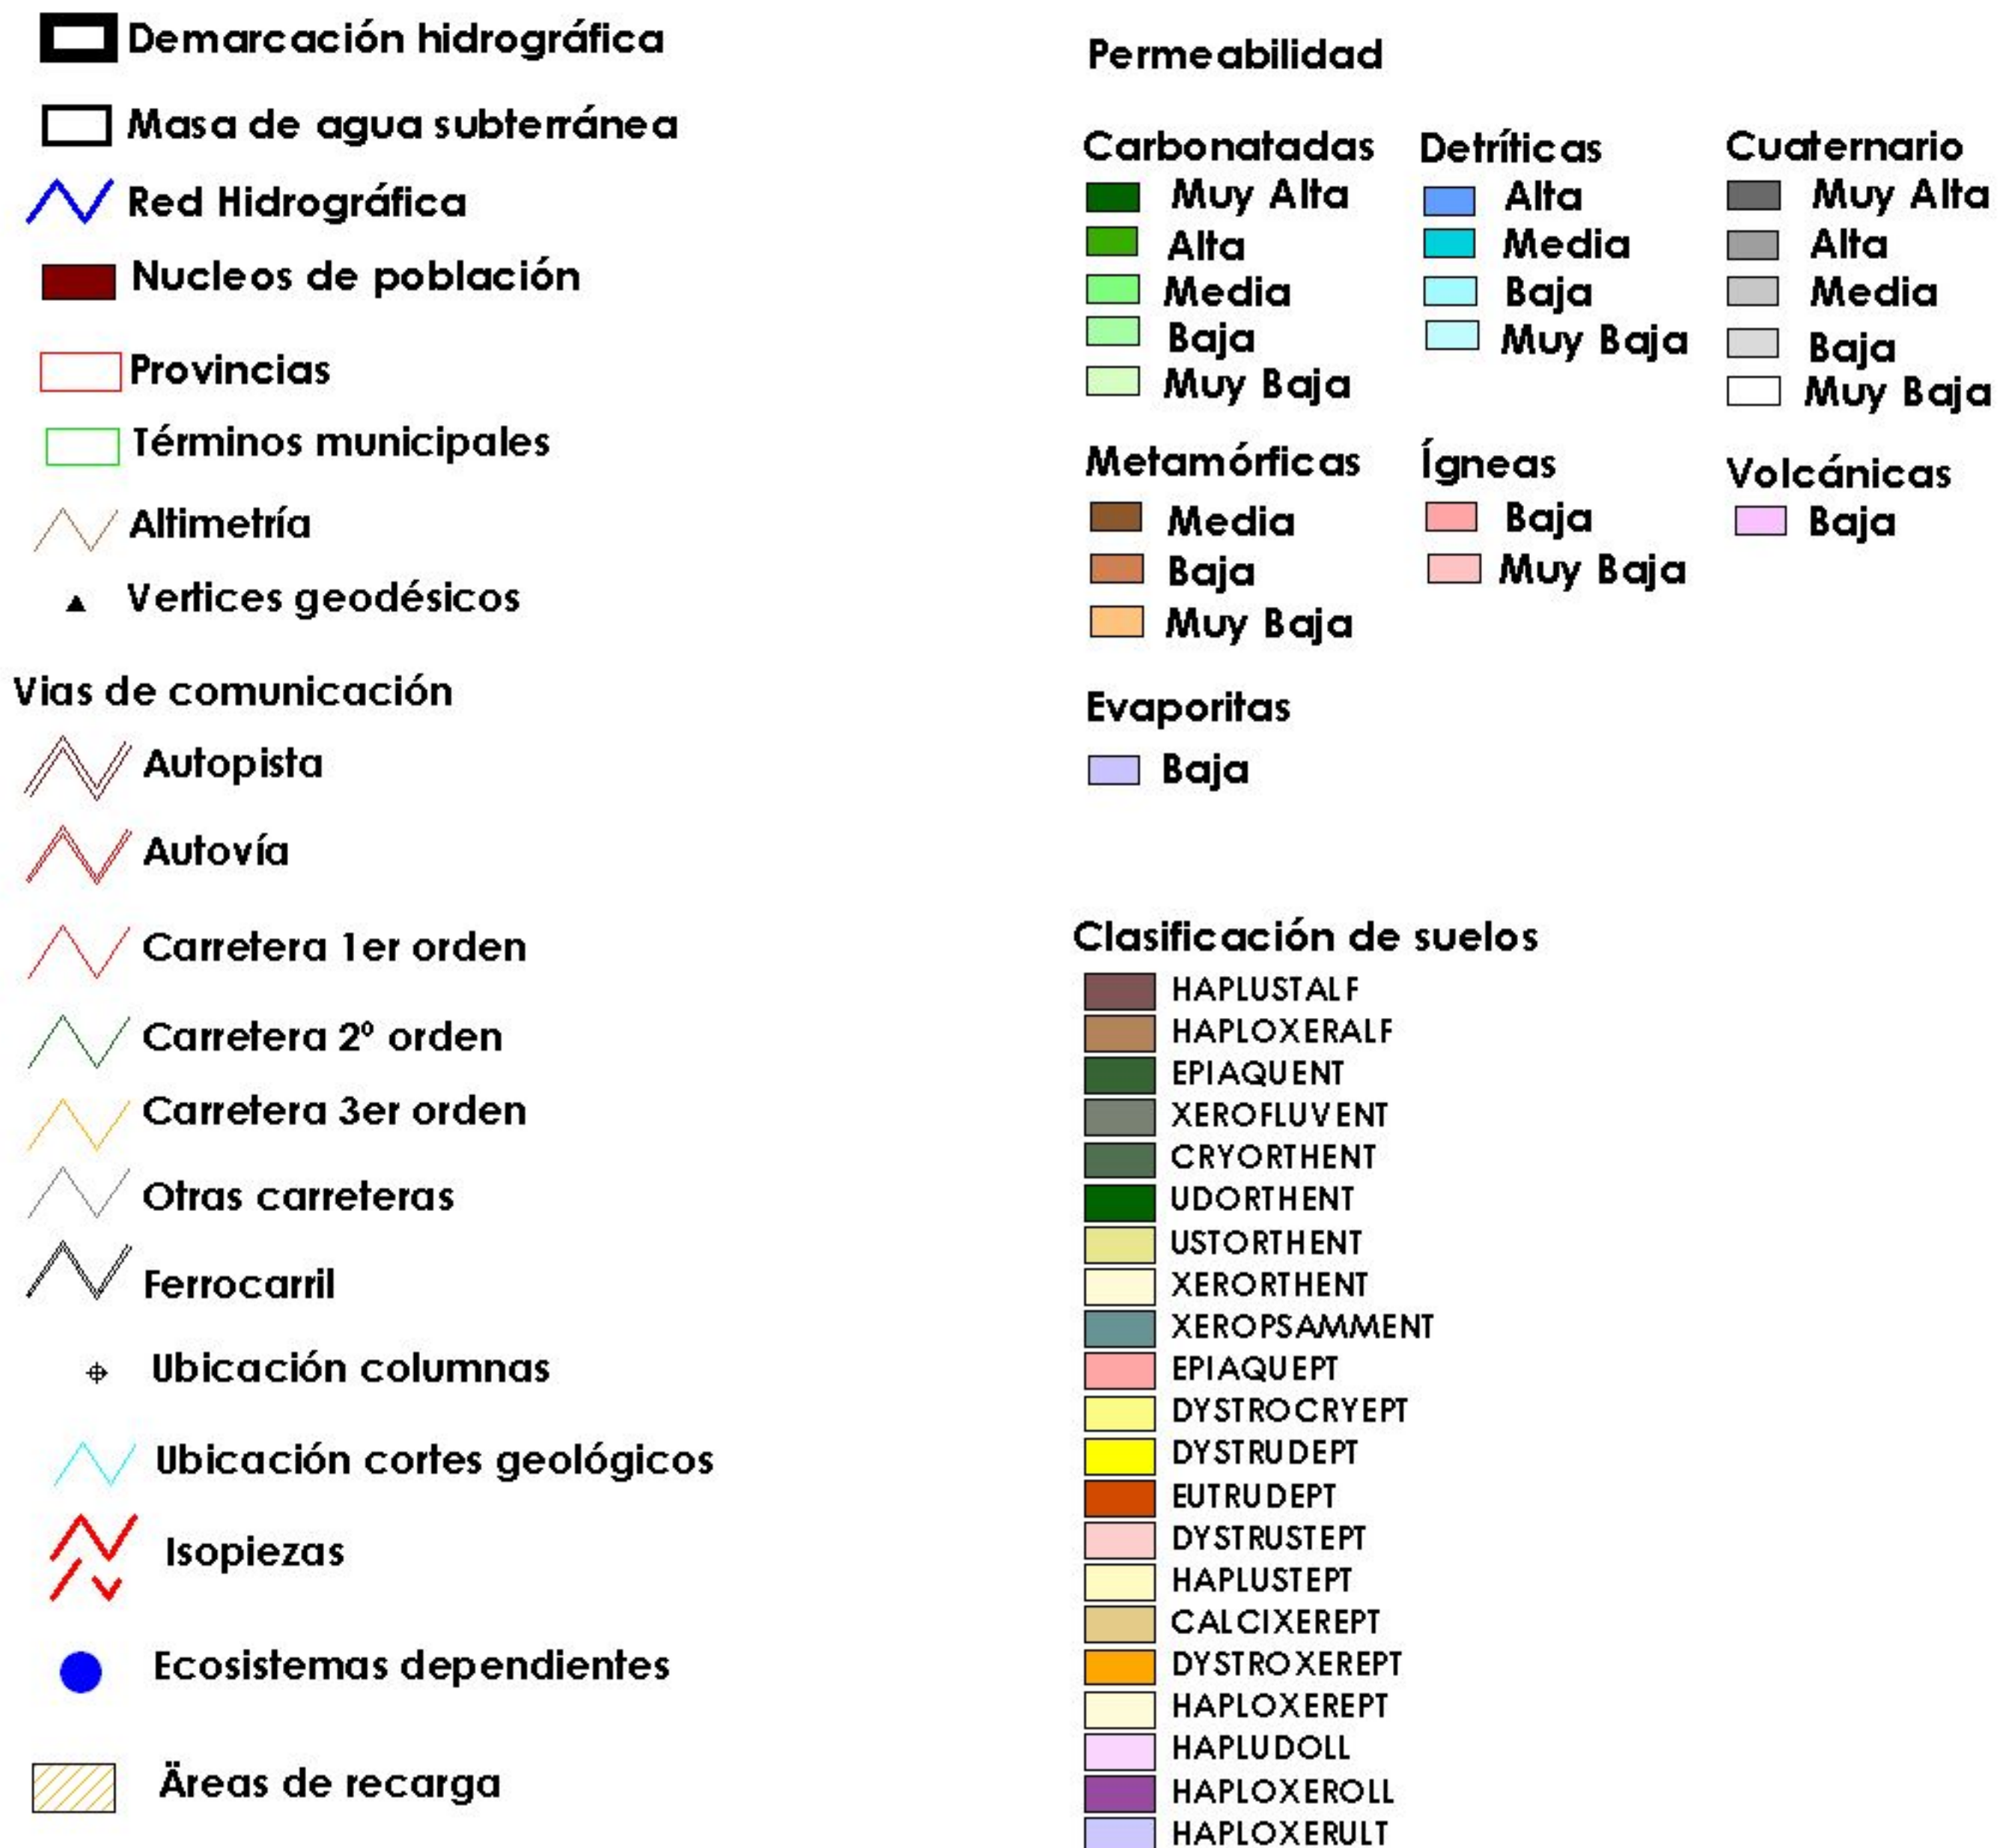 Demarcación hidrográfica
Masa de agua subterránea
Red Hidrográfica
Nucleos de población
Provincias
Términos municipales
Altimetría
Vertices geodésicos
Vias de comunicación
Autopista
Autovía
Carretera 1er orden
Carretera 2º orden
Carretera 3er orden
Otras carreteras
Ferrocarril
Ubicación columnas
Ubicación cortes geológicos
Isopiezas
Ecosistemas dependientes
Äreas de recarga
Permeabilidad
Carbonatadas
Muy Alta
Alta
Media
Baja
Muy Baja
Detríticas
Alta
Media
Baja
Muy Baja
Cuaternario
Muy Alta
Alta
Media
Baja
Muy Baja
Metamórficas
Media
Baja
Muy Baja
Ígneas
Baja
Muy Baja
Volcánicas
Baja
Evaporitas
Baja
Clasificación de suelos
HAPLUSTALF
HAPLOXERALF
EPIAQUENT
XEROFLUVENT
CRYORTHENT
UDORTHENT
USTORTHENT
XERORTHENT
XEROPSAMMENT
EPIAQUEPT
DYSTROCRYEPT
DYSTRUDEPT
EUTRUDEPT
DYSTRUSTEPT
HAPLUSTEPT
CALCIXEREPT
DYSTROXEREPT
HAPLOXEREPT
HAPLUDOLL
HAPLOXEROLL
HAPLOXERULT